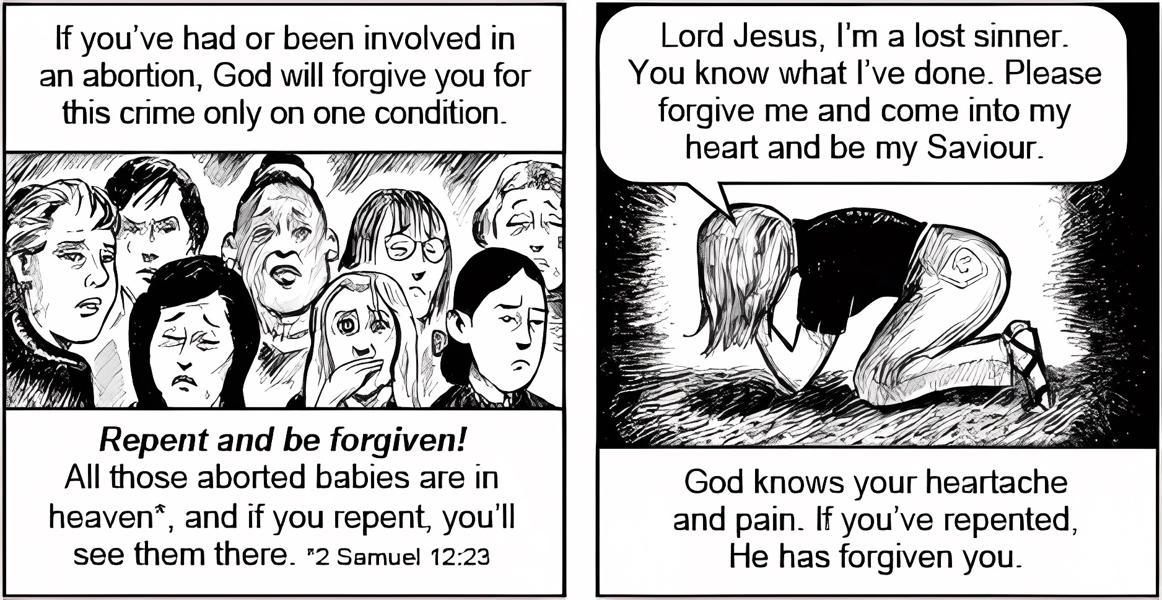 If you've had or been involved in
an abortion, God will forgive you for
this crime only on one condition.
Repent and be forgiven!
All those aborted babies are in
heaven*, and if you repent, you'll
see them there. *2 Samuel 12:23
Lord Jesus, I'm a lost sinner.
You know what I've done. Please
forgive me and come into my
heart and be my Saviour.
God knows your heartache
and pain. If you've repented,
He has forgiven you.